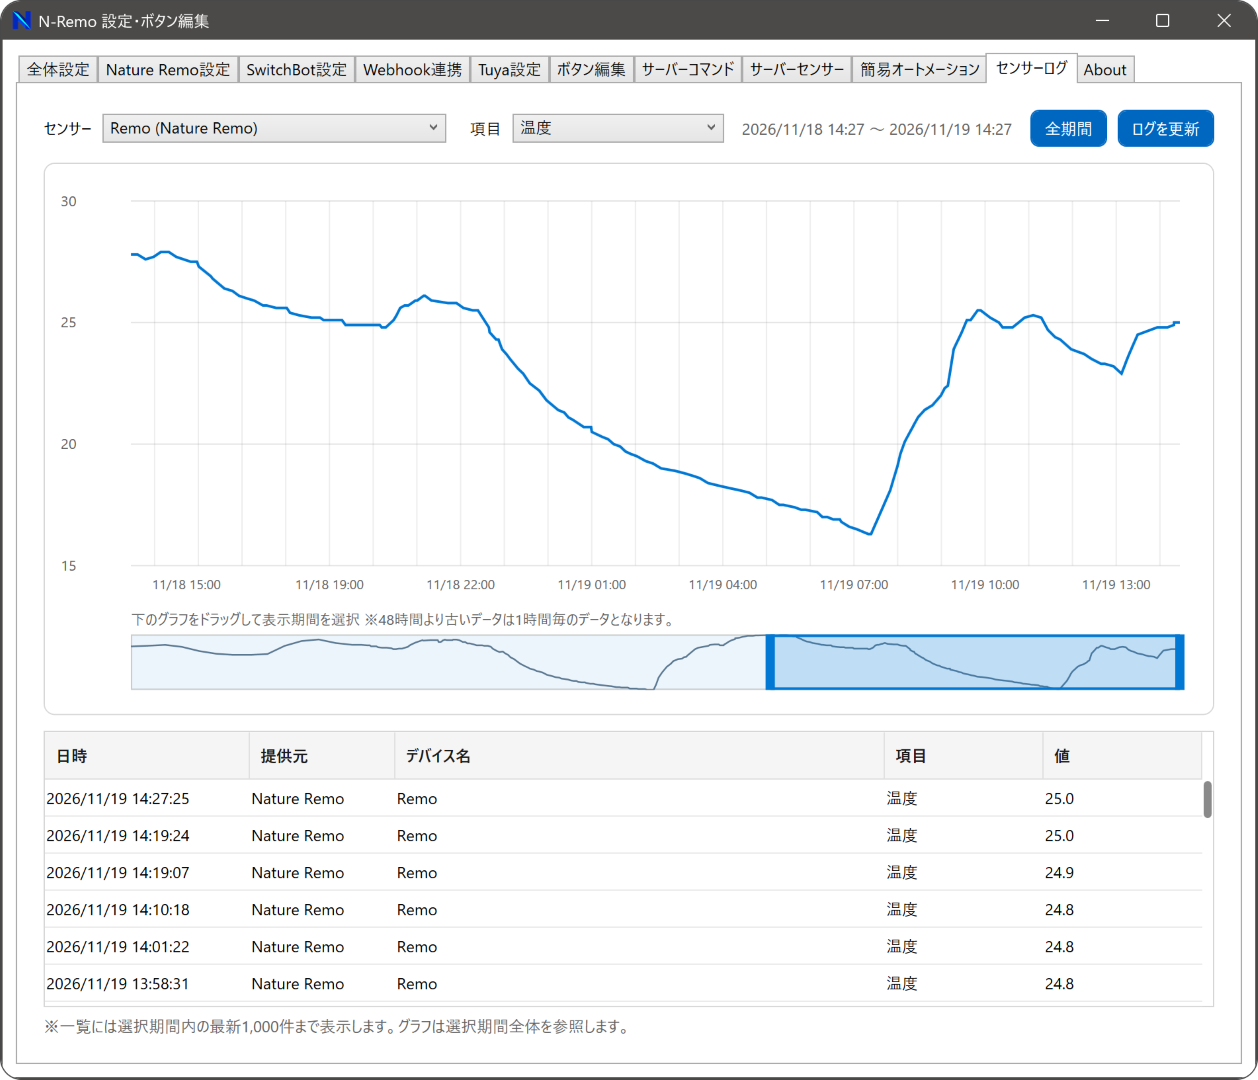 N-Remo 設定・ボタン編集
全体設定 Nature Remo設定 SwitchBot設定 Webhook連携 Tuya設定 ボタン編集 サーバーコマンド サーバーセンサー 簡易オートメーション センサーログ About
センサー Remo (Nature Remo) 項目 温度 2026/11/18 14:27 ～ 2026/11/19 14:27 全期間 ログを更新
30
25
20
15
11/18 15:00 11/18 19:00 11/18 22:00 11/19 01:00 11/19 04:00 11/19 07:00 11/19 10:00 11/19 13:00
下のグラフをドラッグして表示期間を選択 ※48時間より古いデータは1時間毎のデータとなります。
日時 提供元 デバイス名 項目 値
2026/11/19 14:27:25 Nature Remo Remo 温度 25.0
2026/11/19 14:19:24 Nature Remo Remo 温度 25.0
2026/11/19 14:19:07 Nature Remo Remo 温度 24.9
2026/11/19 14:10:18 Nature Remo Remo 温度 24.8
2026/11/19 14:01:22 Nature Remo Remo 温度 24.8
2026/11/19 13:58:31 Nature Remo Remo 温度 24.8
※一覧には選択期間内の最新1,000件まで表示します。グラフは選択期間全体を参照します。